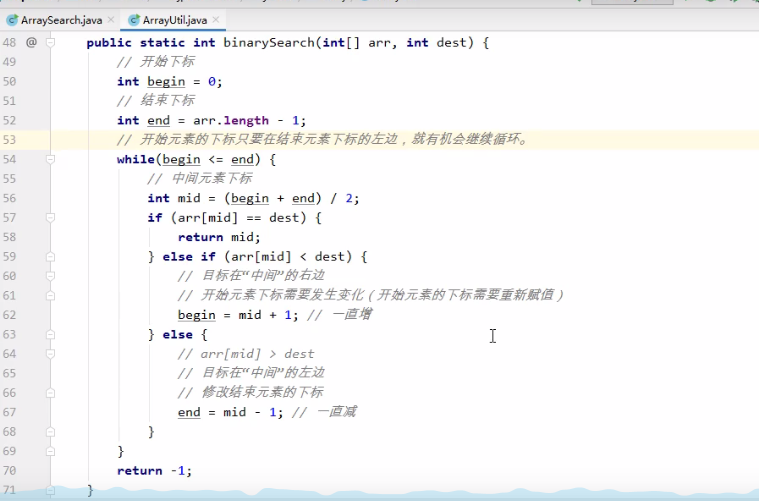 ArraySearch.java
ArrayUtil.java
48 @ public static int binarySearch(int[] arr, int dest) {
49 // 开始下标
50 int begin = 0;
51 // 结束下标
52 int end = arr.length - 1;
53 // 开始元素的下标只要在结束元素下标的左边，就有机会继续循环。
54 while(begin <= end) {
55 // 中间元素下标
56 int mid = (begin + end) / 2;
57 if (arr[mid] == dest) {
58 return mid;
59 } else if (arr[mid] < dest) {
60 // 目标在“中间”的右边
61 // 开始元素下标需要发生变化（开始元素的下标需要重新赋值）
62 begin = mid + 1; // 一直增
63 } else {
64 // arr[mid] > dest
65 // 目标在“中间”的左边
66 // 修改结束元素的下标
67 end = mid - 1; // 一直减
68 }
69 }
70 return -1;
71 }